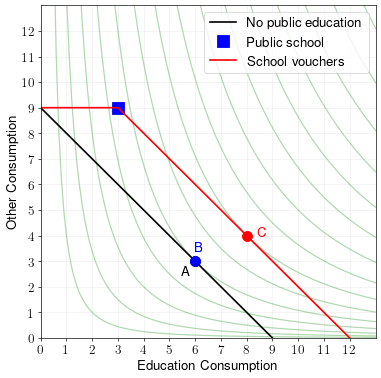 No public education
Public school
School vouchers
12
11
10
9
8
7
6
5
4
3
2
1
0
Other Consumption
C
B
A
0 1 2 3 4 5 6 7 8 9 10 11 12
Education Consumption